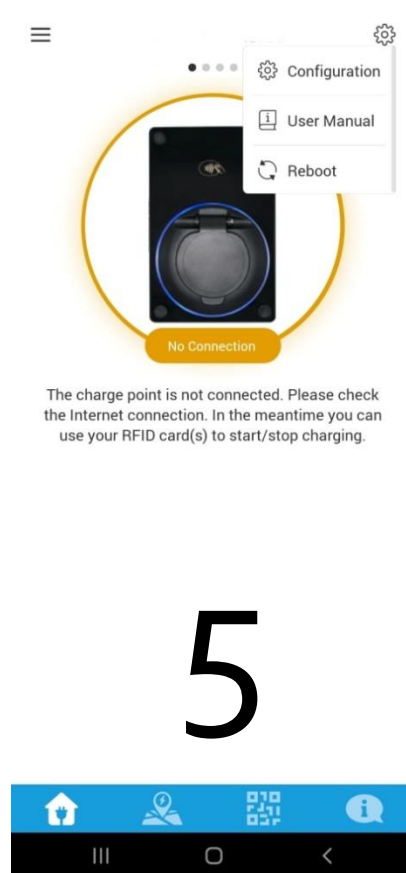 Configuration
User Manual
Reboot
No Connection
The charge point is not connected. Please check
the Internet connection. In the meantime you can
use your RFID card(s) to start/stop charging.
5